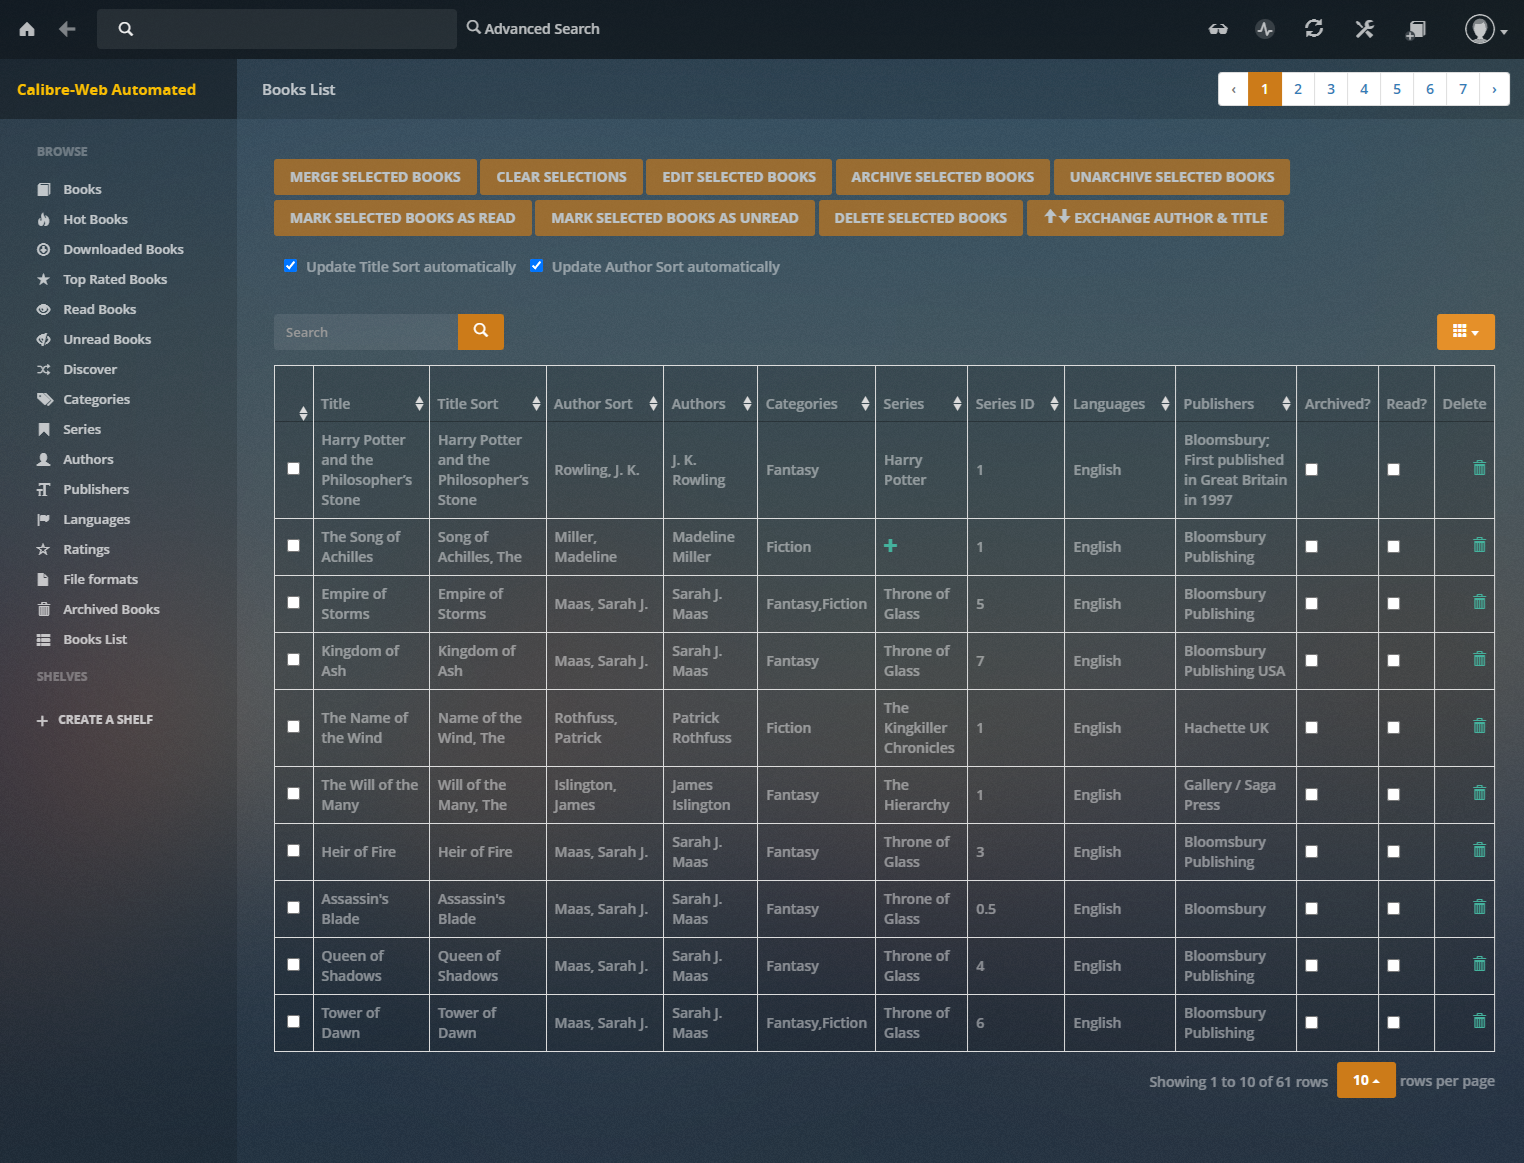 Advanced Search
Calibre-Web Automated
Books List
‹ 1 2 3 4 5 6 7 ›
BROWSE
Books
Hot Books
Downloaded Books
Top Rated Books
Read Books
Unread Books
Discover
Categories
Series
Authors
Publishers
Languages
Ratings
File formats
Archived Books
Books List
SHELVES
CREATE A SHELF
MERGE SELECTED BOOKS CLEAR SELECTIONS EDIT SELECTED BOOKS ARCHIVE SELECTED BOOKS UNARCHIVE SELECTED BOOKS
MARK SELECTED BOOKS AS READ MARK SELECTED BOOKS AS UNREAD DELETE SELECTED BOOKS EXCHANGE AUTHOR & TITLE
Update Title Sort automatically Update Author Sort automatically
Search
Title Title Sort Author Sort Authors Categories Series Series ID Languages Publishers Archived? Read? Delete
Harry Potter and the Philosopher's Stone Harry Potter and the Philosopher's Stone Rowling, J. K. J. K. Rowling Fantasy Harry Potter 1 English Bloomsbury; First published in Great Britain in 1997
The Song of Achilles Song of Achilles, The Miller, Madeline Madeline Miller Fiction 1 English Bloomsbury Publishing
Empire of Storms Empire of Storms Maas, Sarah J. Sarah J. Maas Fantasy,Fiction Throne of Glass 5 English Bloomsbury Publishing
Kingdom of Ash Kingdom of Ash Maas, Sarah J. Sarah J. Maas Fantasy Throne of Glass 7 English Bloomsbury Publishing USA
The Name of the Wind Name of the Wind, The Rothfuss, Patrick Patrick Rothfuss Fiction The Kingkiller Chronicles 1 English Hachette UK
The Will of the Many Will of the Many, The Islington, James James Islington Fantasy The Hierarchy 1 English Gallery / Saga Press
Heir of Fire Heir of Fire Maas, Sarah J. Sarah J. Maas Fantasy Throne of Glass 3 English Bloomsbury Publishing
Assassin's Blade Assassin's Blade Maas, Sarah J. Sarah J. Maas Fantasy Throne of Glass 0.5 English Bloomsbury
Queen of Shadows Queen of Shadows Maas, Sarah J. Sarah J. Maas Fantasy Throne of Glass 4 English Bloomsbury Publishing
Tower of Dawn Tower of Dawn Maas, Sarah J. Sarah J. Maas Fantasy,Fiction Throne of Glass 6 English Bloomsbury Publishing
Showing 1 to 10 of 61 rows 10 rows per page